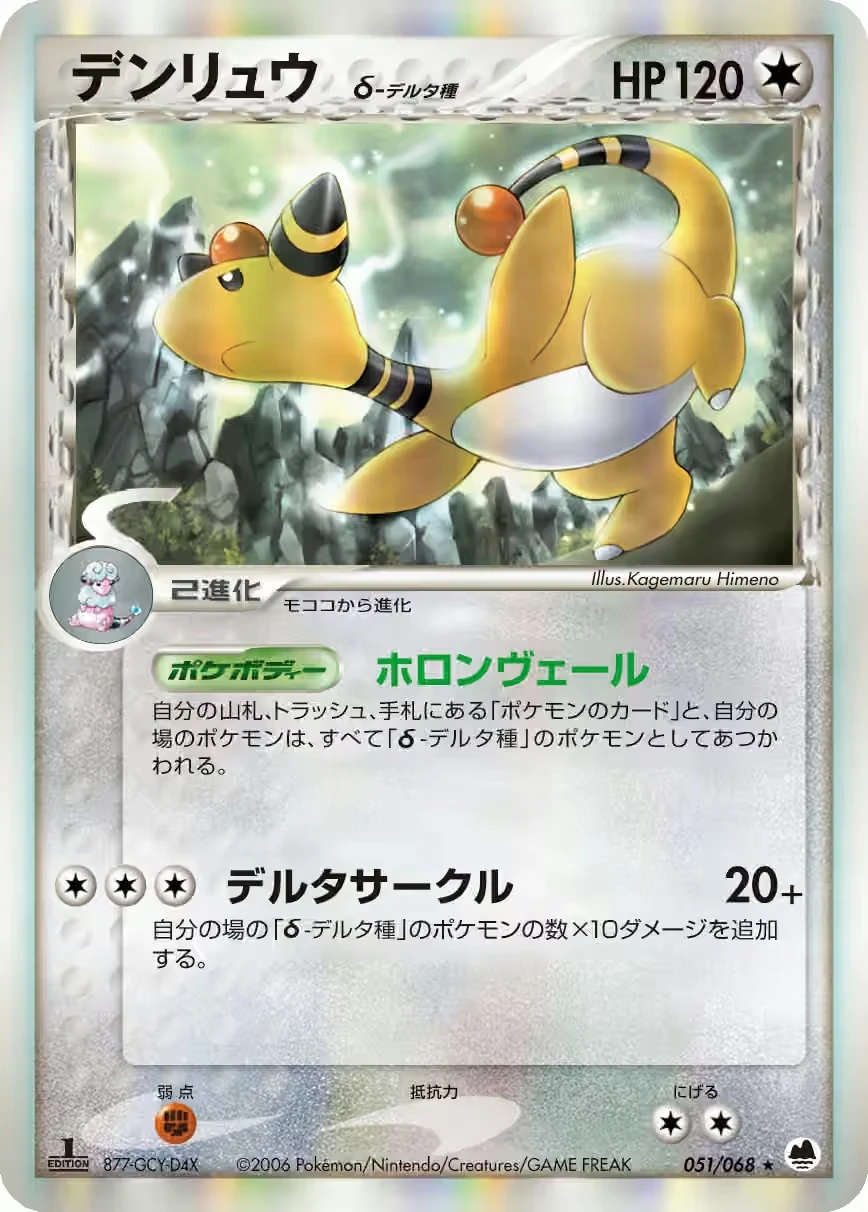 デンリュウ δ-デルタ種 HP120
Illus.Kagemaru Himeno
2進化
モココから進化
ポケボディー ホロンヴェール
自分の山札、トラッシュ、手札にある「ポケモンのカード」と、自分の
場のポケモンは、すべて「δ-デルタ種」のポケモンとしてあつか
われる。
デルタサークル 20+
自分の場の「δ-デルタ種」のポケモンの数×10ダメージを追加
する。
弱点 抵抗力 にげる
1 EDITION 877-GCY-D4X ©2006 Pokémon/Nintendo/Creatures/GAME FREAK 051/068 ★